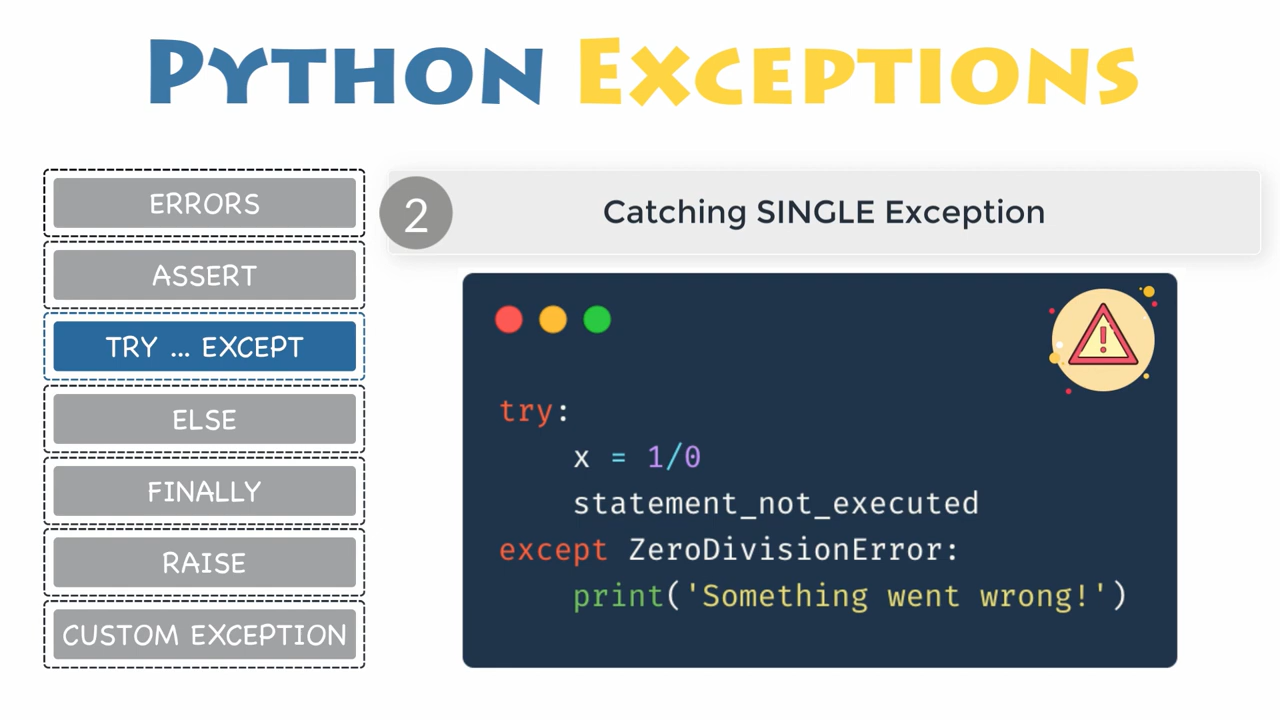 PYTHON EXCEPTIONS
ERRORS
ASSERT
TRY ... EXCEPT
ELSE
FINALLY
RAISE
CUSTOM EXCEPTION
2
Catching SINGLE Exception
try:
    x = 1/0
    statement_not_executed
except ZeroDivisionError:
    print('Something went wrong!')